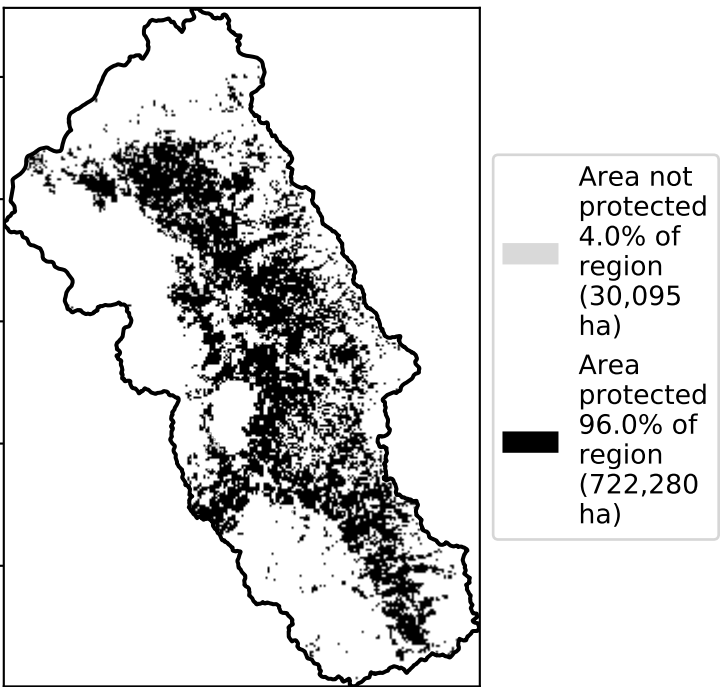 Area not
protected
4.0% of
region
(30,095
ha)
Area
protected
96.0% of
region
(722,280
ha)